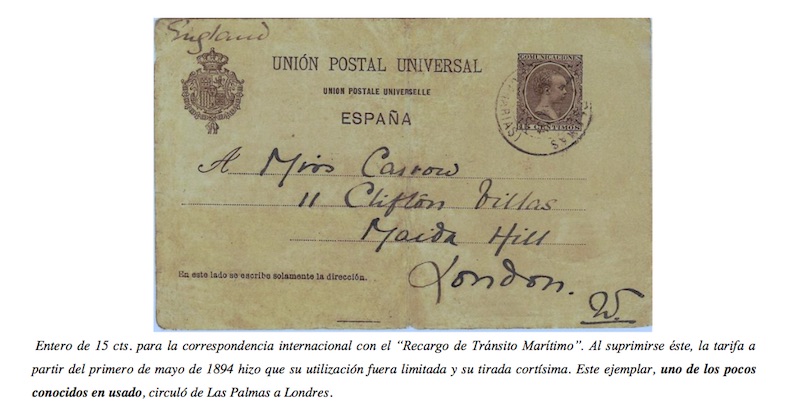 England
COMUNICACIONES
UNIÓN POSTAL UNIVERSAL
UNION POSTALE UNIVERSELLE
ESPAÑA
15 CENTIMOS
A Miss Carrow
11 Clifton Villas
Maida Hill
London.
W.
En este lado se escribe solamente la dirección.
Entero de 15 cts. para la correspondencia internacional con el “Recargo de Tránsito Marítimo”. Al suprimirse éste, la tarifa a
partir del primero de mayo de 1894 hizo que su utilización fuera limitada y su tirada cortísima. Este ejemplar, uno de los pocos
conocidos en usado, circuló de Las Palmas a Londres.